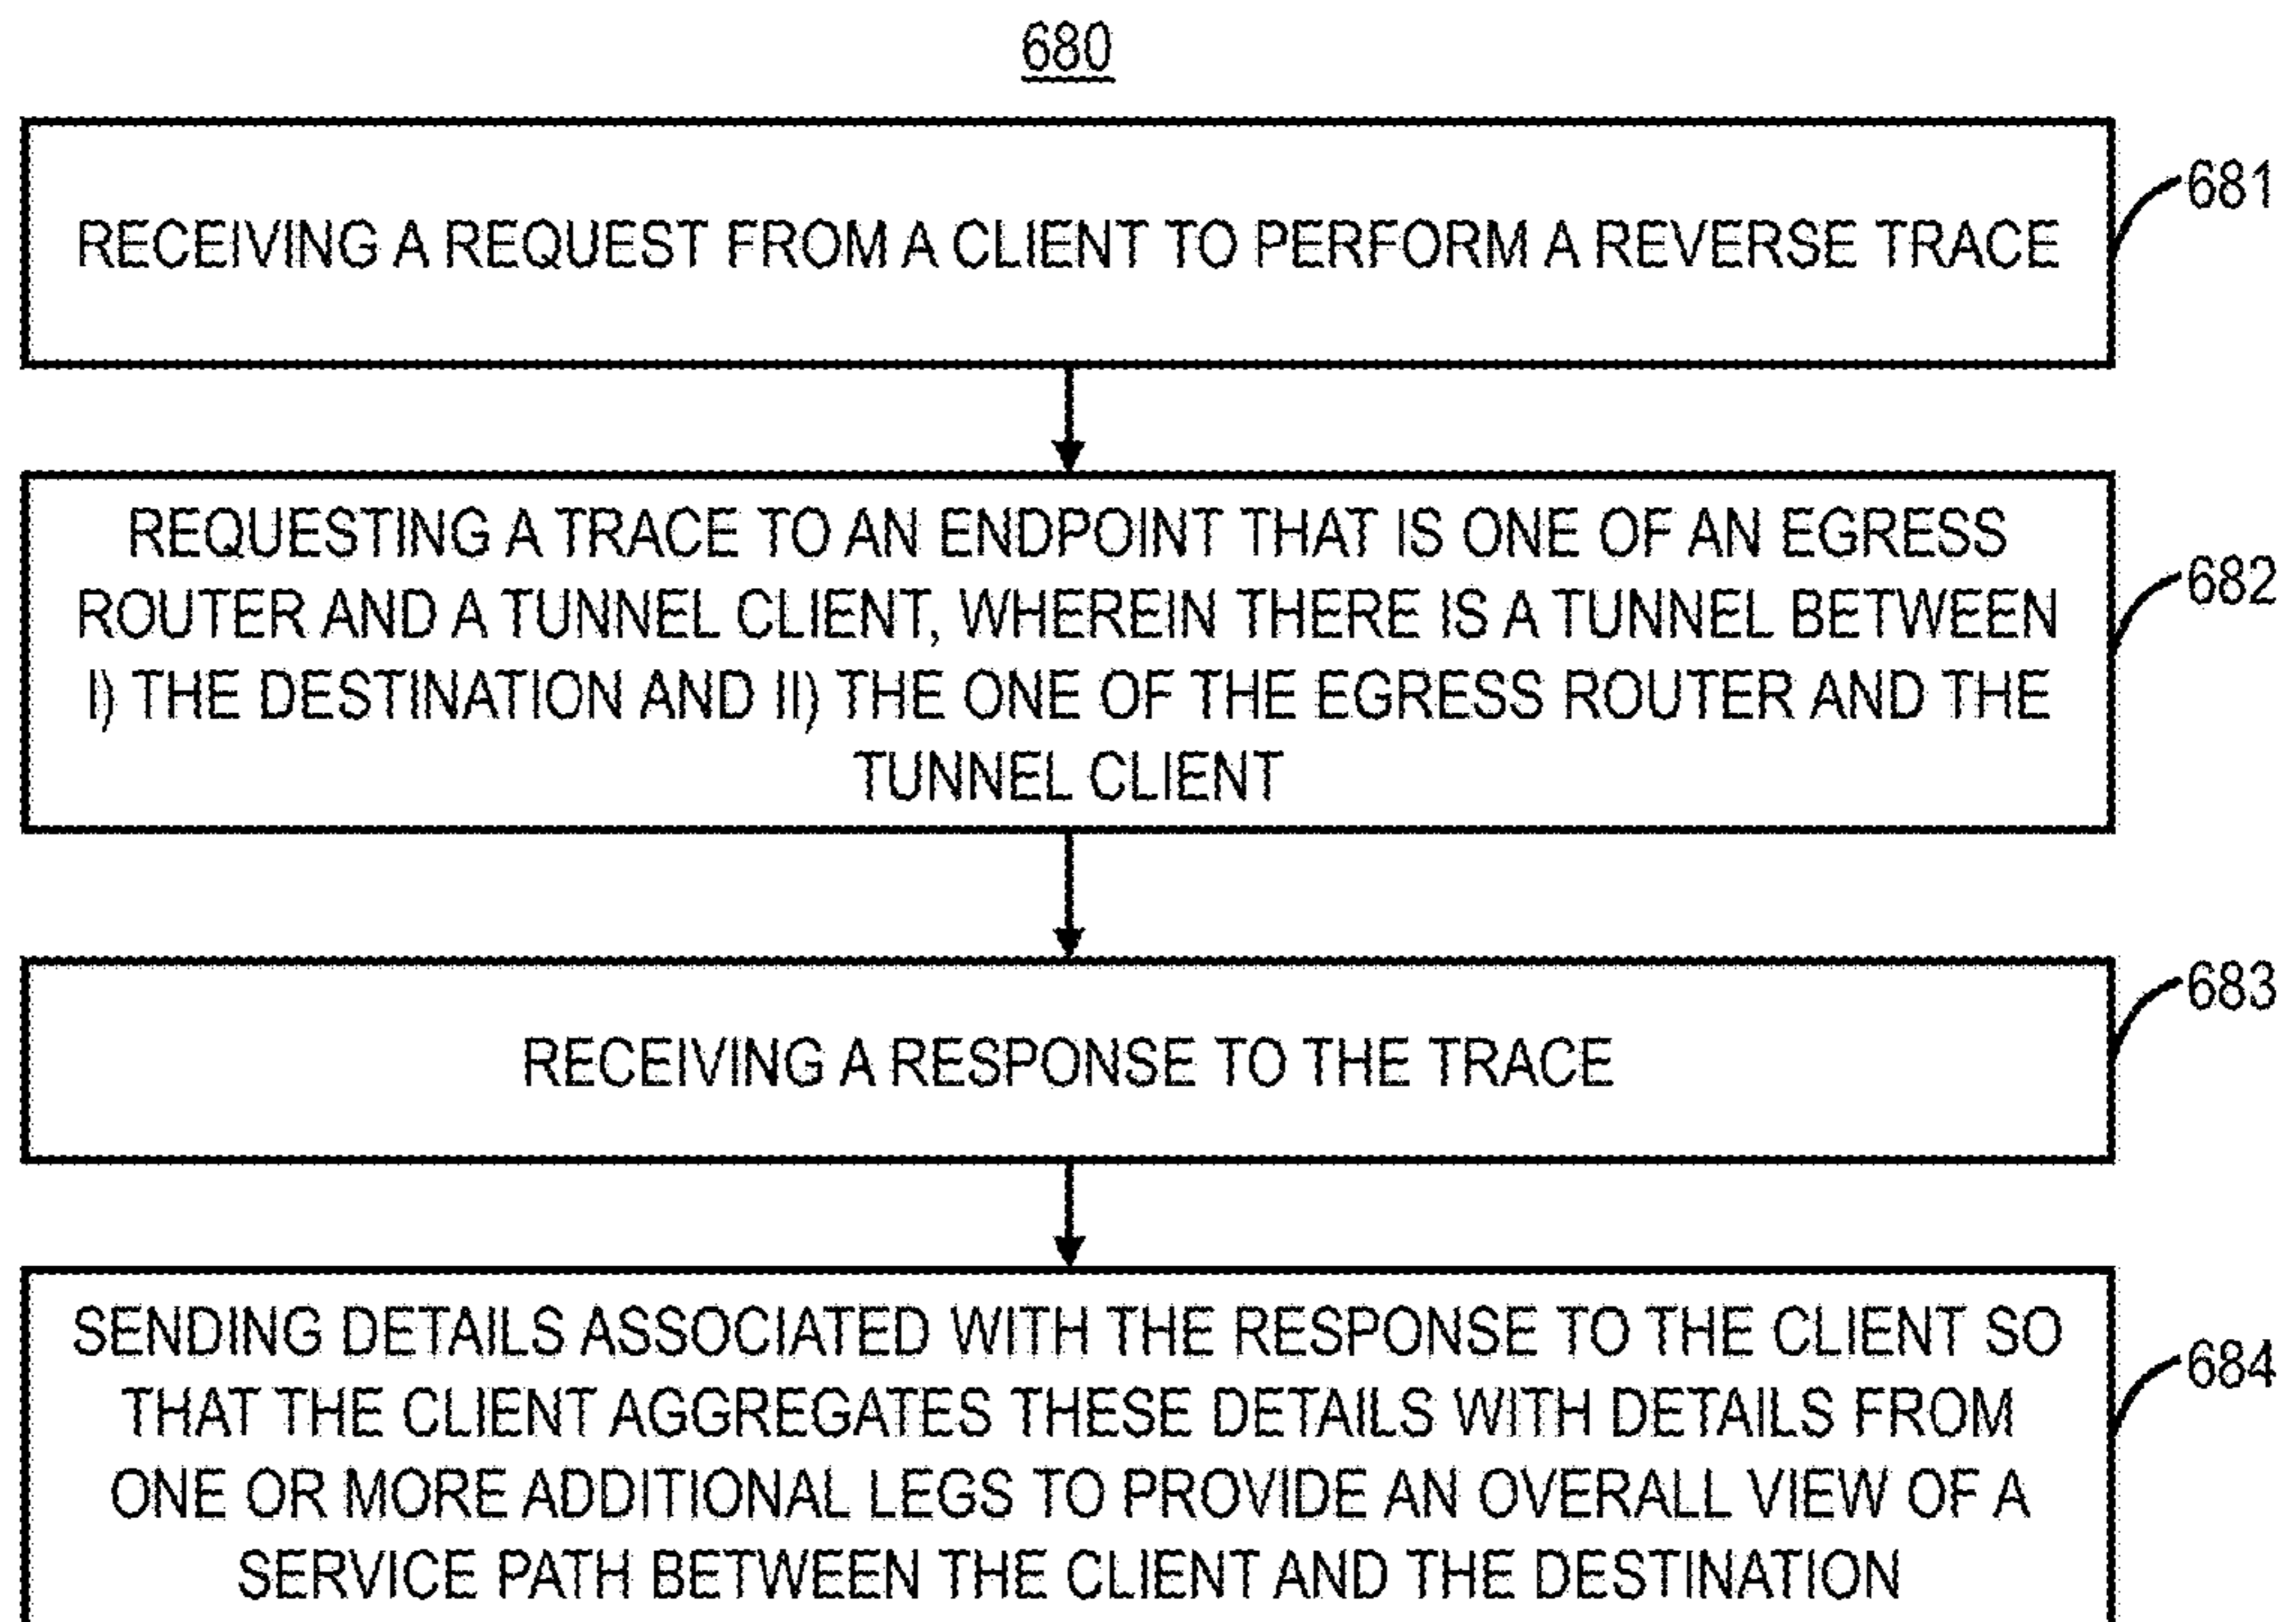 680
RECEIVING A REQUEST FROM A CLIENT TO PERFORM A REVERSE TRACE
681
REQUESTING A TRACE TO AN ENDPOINT THAT IS ONE OF AN EGRESS
ROUTER AND A TUNNEL CLIENT, WHEREIN THERE IS A TUNNEL BETWEEN
I) THE DESTINATION AND II) THE ONE OF THE EGRESS ROUTER AND THE
TUNNEL CLIENT
682
RECEIVING A RESPONSE TO THE TRACE
683
SENDING DETAILS ASSOCIATED WITH THE RESPONSE TO THE CLIENT SO
THAT THE CLIENT AGGREGATES THESE DETAILS WITH DETAILS FROM
ONE OR MORE ADDITIONAL LEGS TO PROVIDE AN OVERALL VIEW OF A
SERVICE PATH BETWEEN THE CLIENT AND THE DESTINATION
684